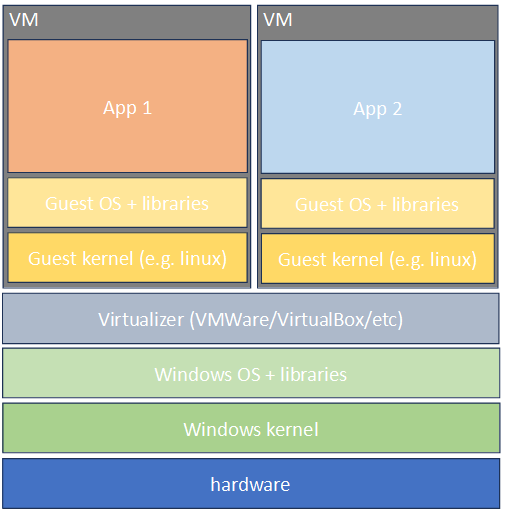 VM
App 1
Guest OS + libraries
Guest kernel (e.g. linux)
VM
App 2
Guest OS + libraries
Guest kernel (e.g. linux)
Virtualizer (VMWare/VirtualBox/etc)
Windows OS + libraries
Windows kernel
hardware